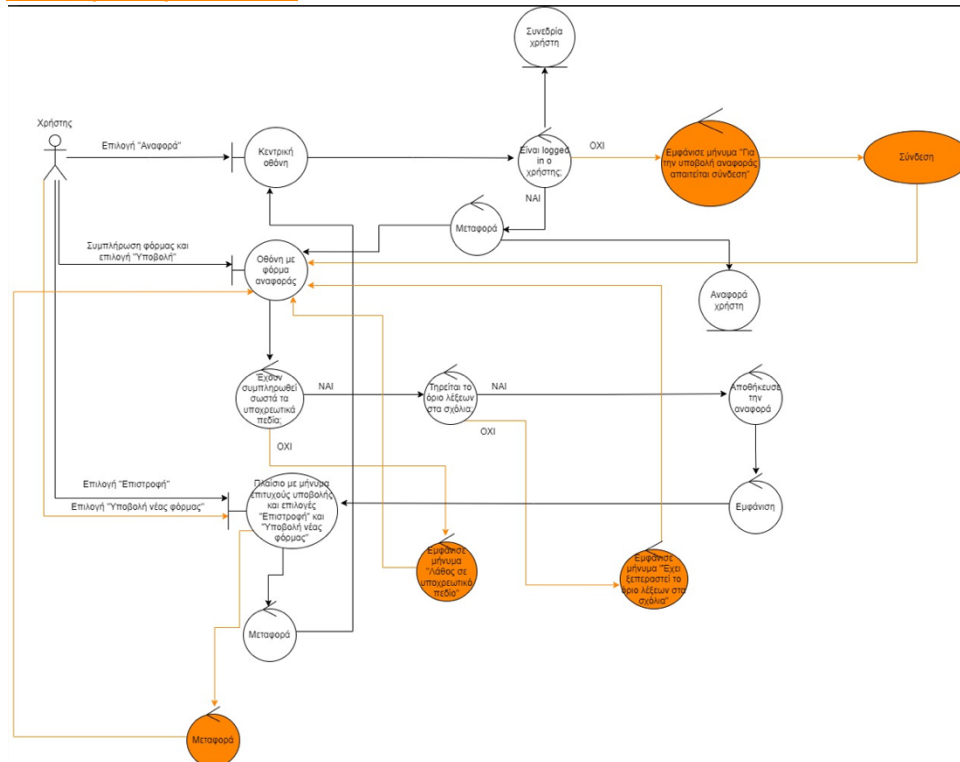 Συνεδρία
χρήστη
Χρήστης
Επιλογή "Αναφορά"
Κεντρική
οθόνη
Είναι logged
in ο
χρήστης;
ΟΧΙ
Εμφάνισε μήνυμα "Για
την υποβολή αναφοράς
απαιτείται σύνδεση"
Σύνδεση
ΝΑΙ
Μεταφορά
Συμπλήρωση φόρμας και
επιλογή "Υποβολή"
Οθόνη με
φόρμα
αναφοράς
Αναφορά
χρήστη
Έχουν
συμπληρωθεί
σωστά τα
υποχρεωτικά
πεδία;
ΝΑΙ
Τηρείται το
όριο λέξεων
στα σχόλια;
ΝΑΙ
Αποθήκευσε
την
αναφορά
ΟΧΙ
ΟΧΙ
Επιλογή "Επιστροφή"
Επιλογή "Υποβολή νέας φόρμας"
Πλαίσιο με μήνυμα
επιτυχούς υποβολής
και επιλογές
"Επιστροφή" και
"Υποβολή νέας
φόρμας"
Εμφάνιση
Εμφάνισε
μήνυμα
"Λάθος σε
υποχρεωτικό
πεδίο"
Εμφάνισε
μήνυμα "Έχει
ξεπεραστεί το
όριο λέξεων στα
σχόλια"
Μεταφορά
Μεταφορά